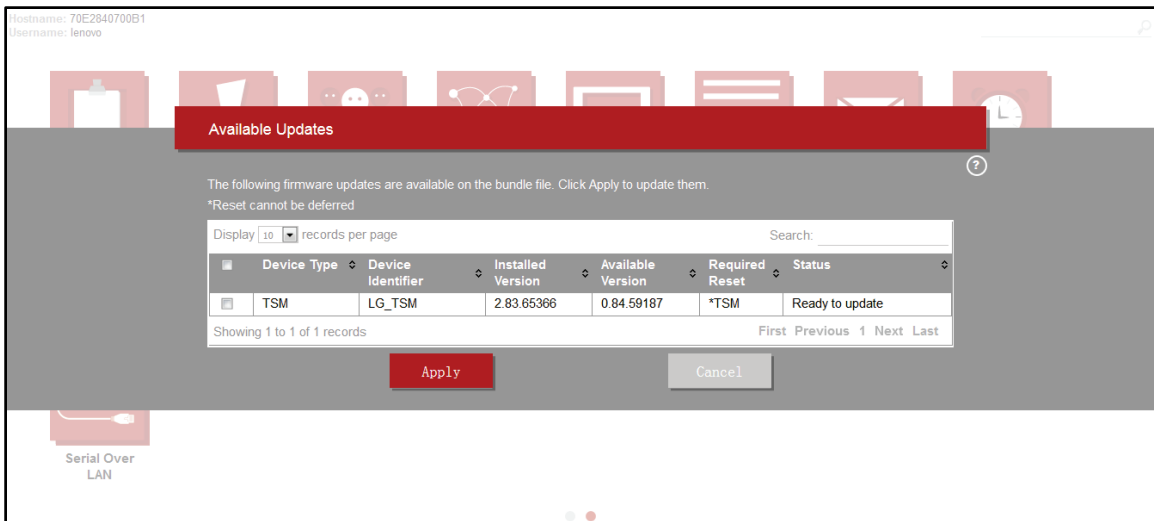 Hostname: 70E2840700B1
Username: lenovo
Available Updates
?
The following firmware updates are available on the bundle file. Click Apply to update them.
*Reset cannot be deferred
Display 10 records per page Search:
Device Type Device Identifier Installed Version Available Version Required Reset Status
TSM LG_TSM 2.83.65366 0.84.59187 *TSM Ready to update
Showing 1 to 1 of 1 records First Previous 1 Next Last
Apply Cancel
Serial Over
LAN